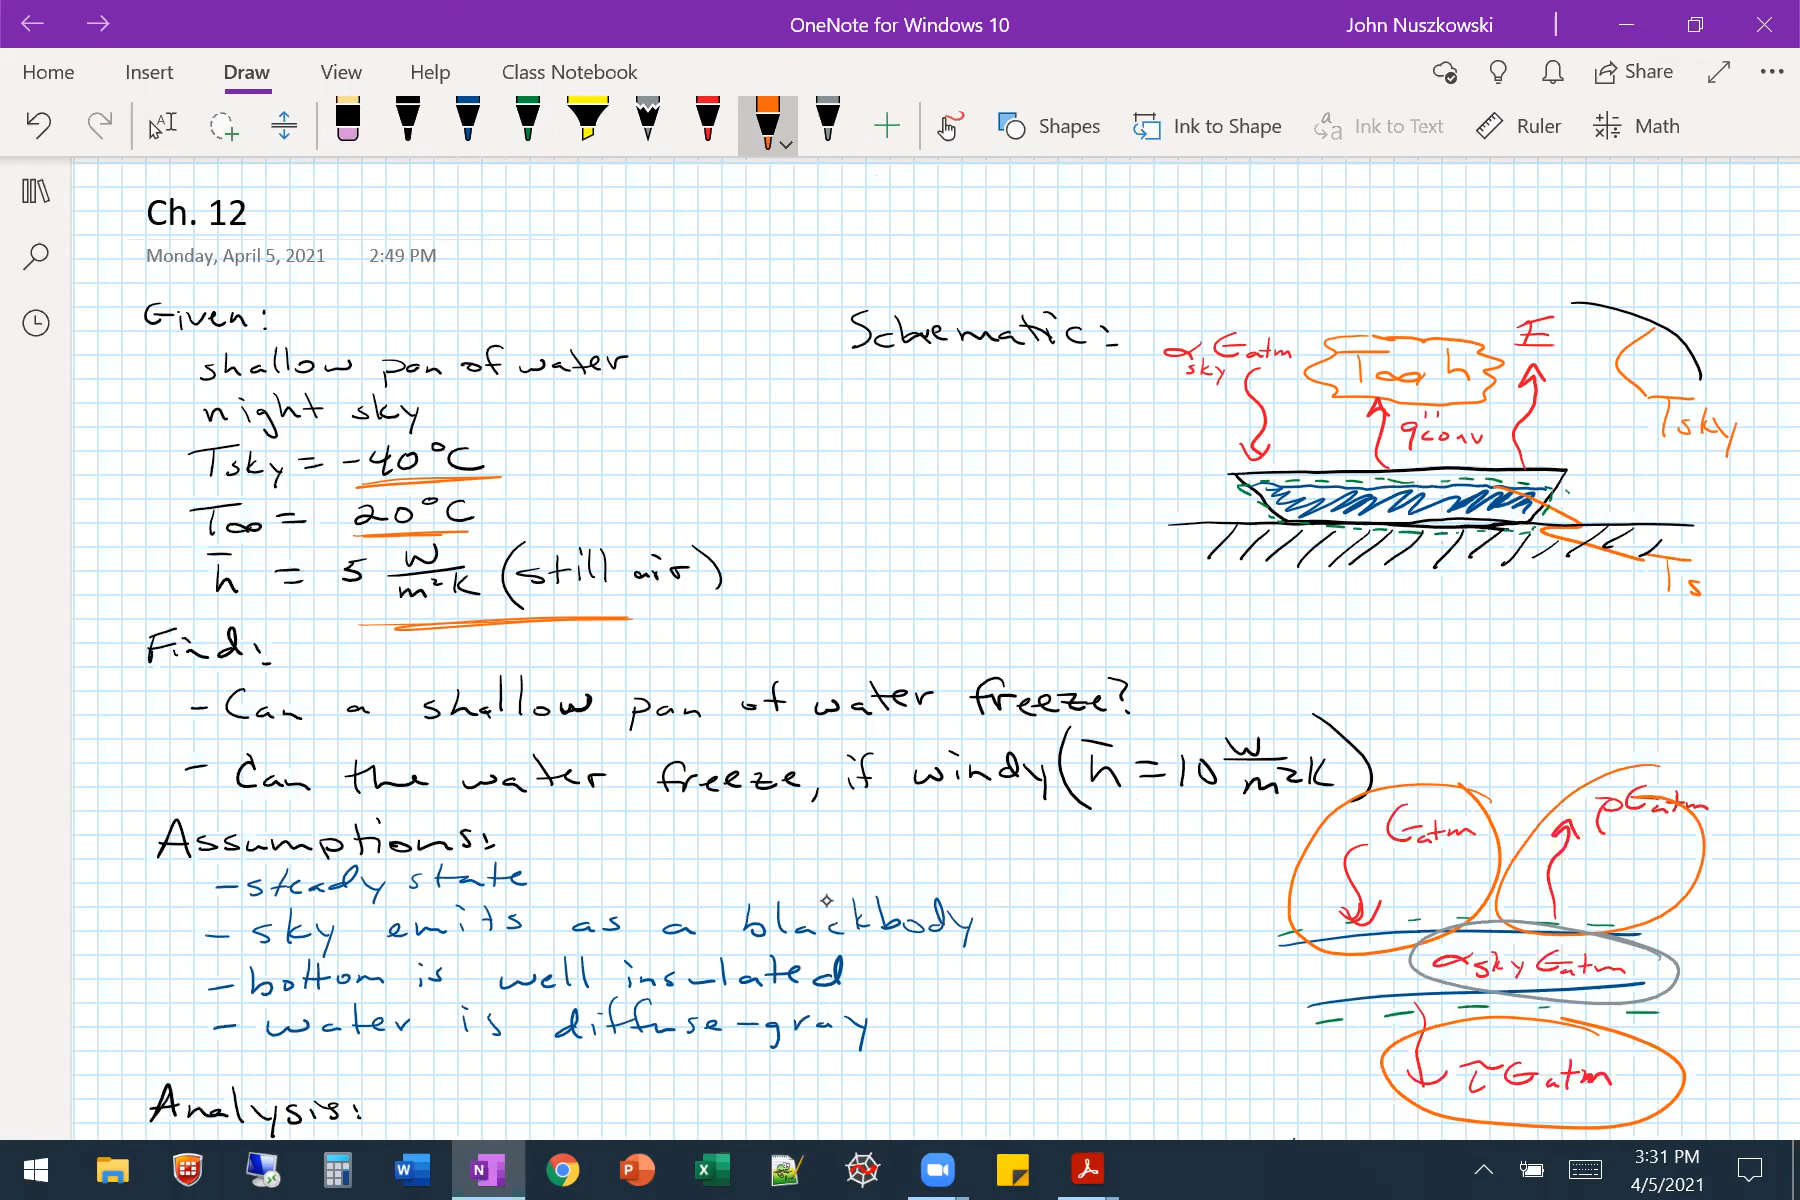 OneNote for Windows 10
John Nuszkowski
Home Insert Draw View Help Class Notebook
Share
Shapes Ink to Shape Ink to Text Ruler Math
Ch. 12
Monday, April 5, 2021 2:49 PM
Given:
shallow pan of water
night sky
Tsky = -40°C
T∞ = 20°C
h̄ = 5 W/m²K (still air)
Schematic:
αsky Gatm
T∞ h
E
q"conv
Tsky
Ts
Find:
- Can a shallow pan of water freeze?
- Can the water freeze, if windy (h̄ = 10 W/m²K)
Assumptions:
- steady state
- sky emits as a blackbody
- bottom is well insulated
- water is diffuse-gray
Gatm
ρGatm
αsky Gatm
τGatm
Analysis:
3:31 PM
4/5/2021